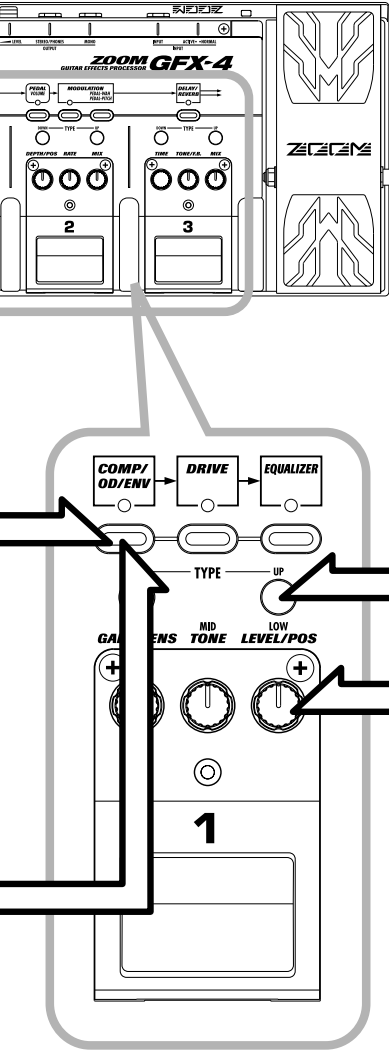 LEVEL STEREO/PHONES MONO INPUT ACTIVE NORMAL
OUTPUT INPUT
ZOOM GFX-4
GUITAR EFFECTS PROCESSOR
PEDAL MODULATION DELAY/
VOLUME PEDAL-WAH REVERB
PEDAL-PITCH
DOWN TYPE UP DOWN TYPE UP
DEPTH/POS RATE MIX TIME TONE/F.B. MIX
ZOOM
2 3
COMP/ DRIVE EQUALIZER
OD/ENV
TYPE UP
MID LOW
TONE LEVEL/POS
1